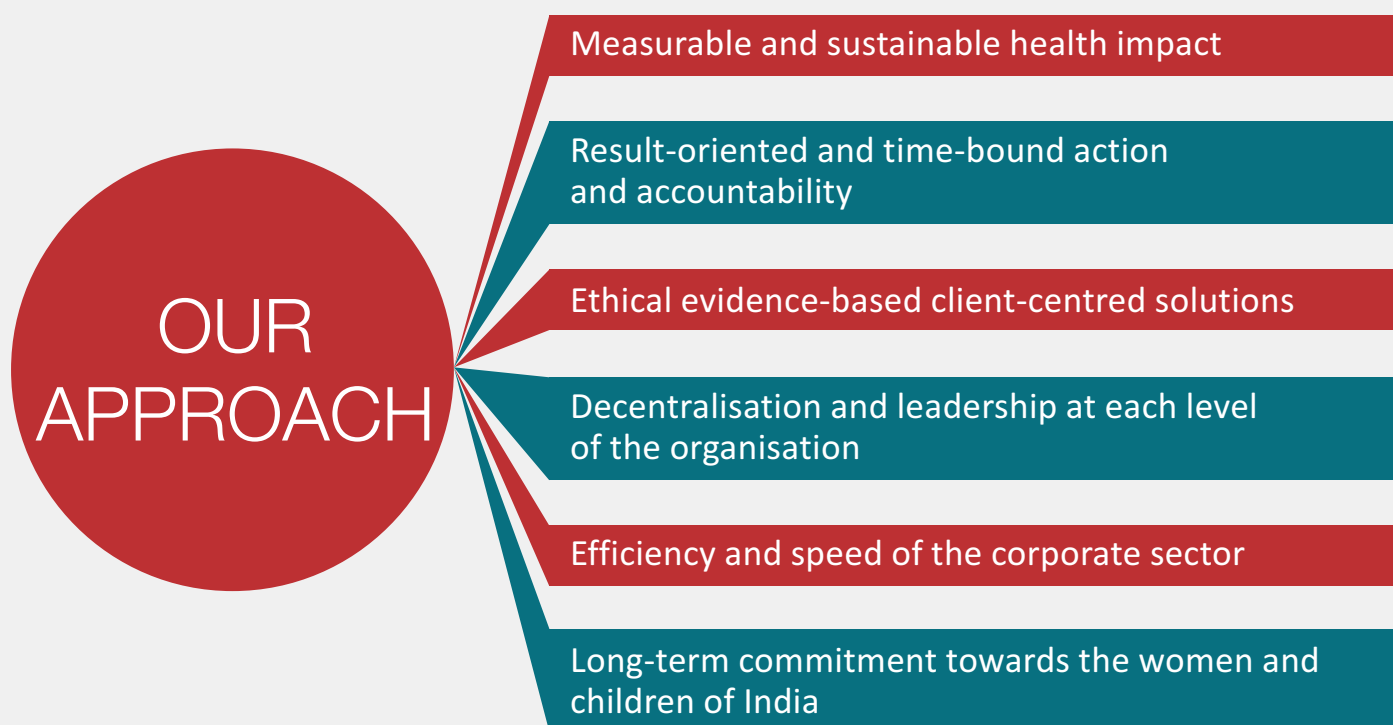 OUR
APPROACH
Measurable and sustainable health impact
Result-oriented and time-bound action
and accountability
Ethical evidence-based client-centred solutions
Decentralisation and leadership at each level
of the organisation
Efficiency and speed of the corporate sector
Long-term commitment towards the women and
children of India